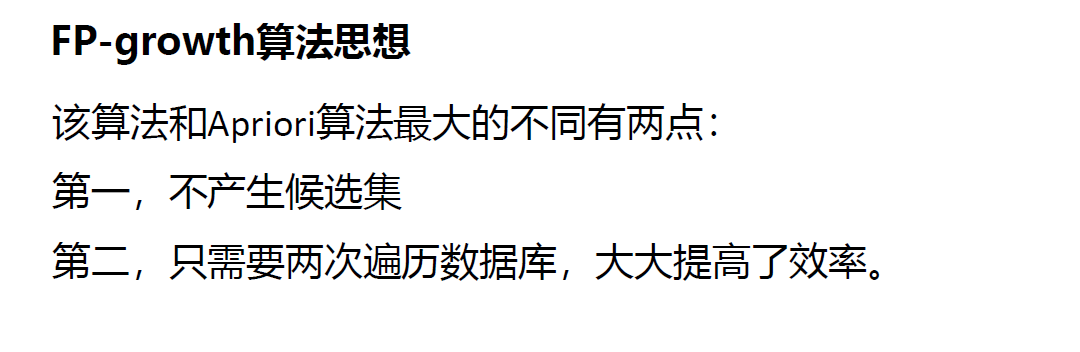 FP-growth算法思想
该算法和Apriori算法最大的不同有两点：
第一，不产生候选集
第二，只需要两次遍历数据库，大大提高了效率。